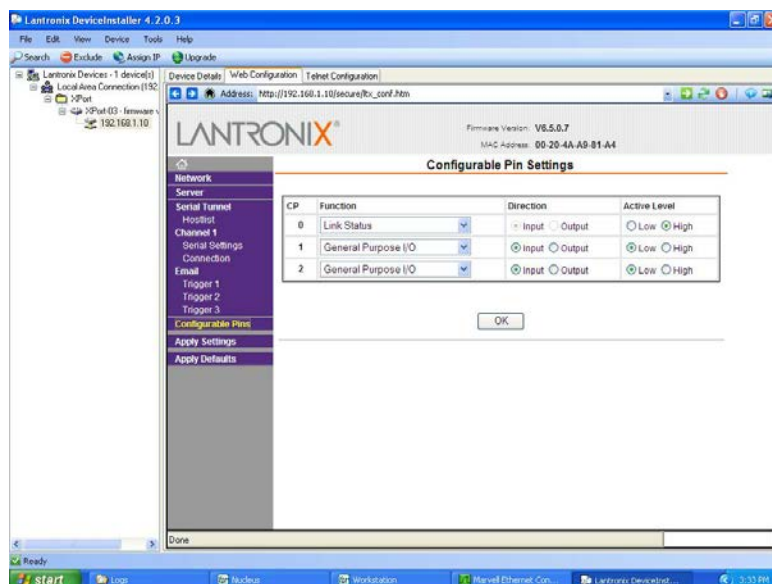 Lantronix DeviceInstaller 4.2.0.3
File Edit View Device Tools Help
Search Exclude Assign IP Upgrade
Lantronix Devices - 1 device(s)
Local Area Connection (192
XPort
XPort-03 - firmware v
192.168.1.10
Device Details Web Configuration Telnet Configuration
Address: http://192.168.1.10/secure/ltx_conf.htm
LANTRONIX®
Firmware Version: V6.5.0.7
MAC Address: 00-20-4A-A9-81-A4
Network
Server
Serial Tunnel
Hostlist
Channel 1
Serial Settings
Connection
Email
Trigger 1
Trigger 2
Trigger 3
Configurable Pins
Apply Settings
Apply Defaults
Configurable Pin Settings
CP Function Direction Active Level
0 Link Status Input Output Low High
1 General Purpose I/O Input Output Low High
2 General Purpose I/O Input Output Low High
OK
Done
Ready
start Logs Nucleus Workstation Marvell Ethernet Con... Lantronix DeviceInst... 3:33 PM